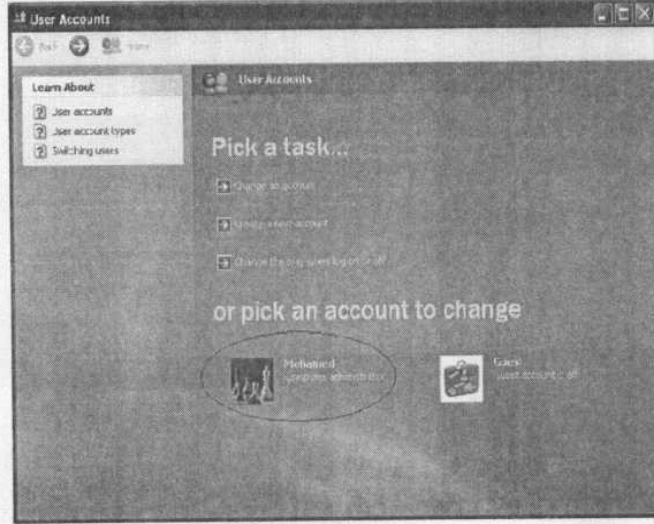 User Accounts
Back Home
Learn About
User accounts
User account types
Switching users
User Accounts
Pick a task...
Change an account
Create a new account
Change the way users log on or off
or pick an account to change
Mohamed
Computer administrator
Guest
Guest account is off